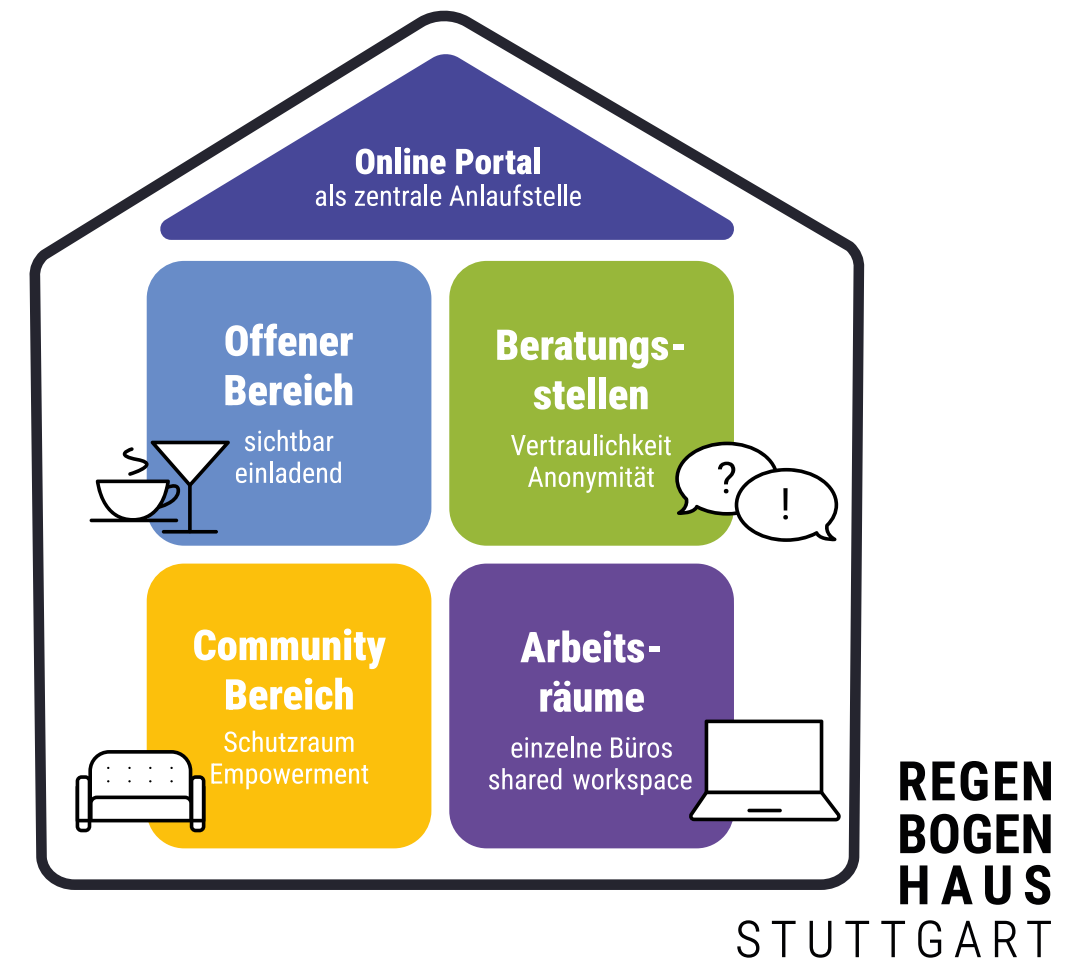 Online Portal
als zentrale Anlaufstelle
Offener
Bereich
sichtbar
einladend
Beratungs-
stellen
Vertraulichkeit
Anonymität
?
!
Community
Bereich
Schutzraum
Empowerment
Arbeits-
räume
einzelne Büros
shared workspace
REGEN
BOGEN
HAUS
STUTTGART